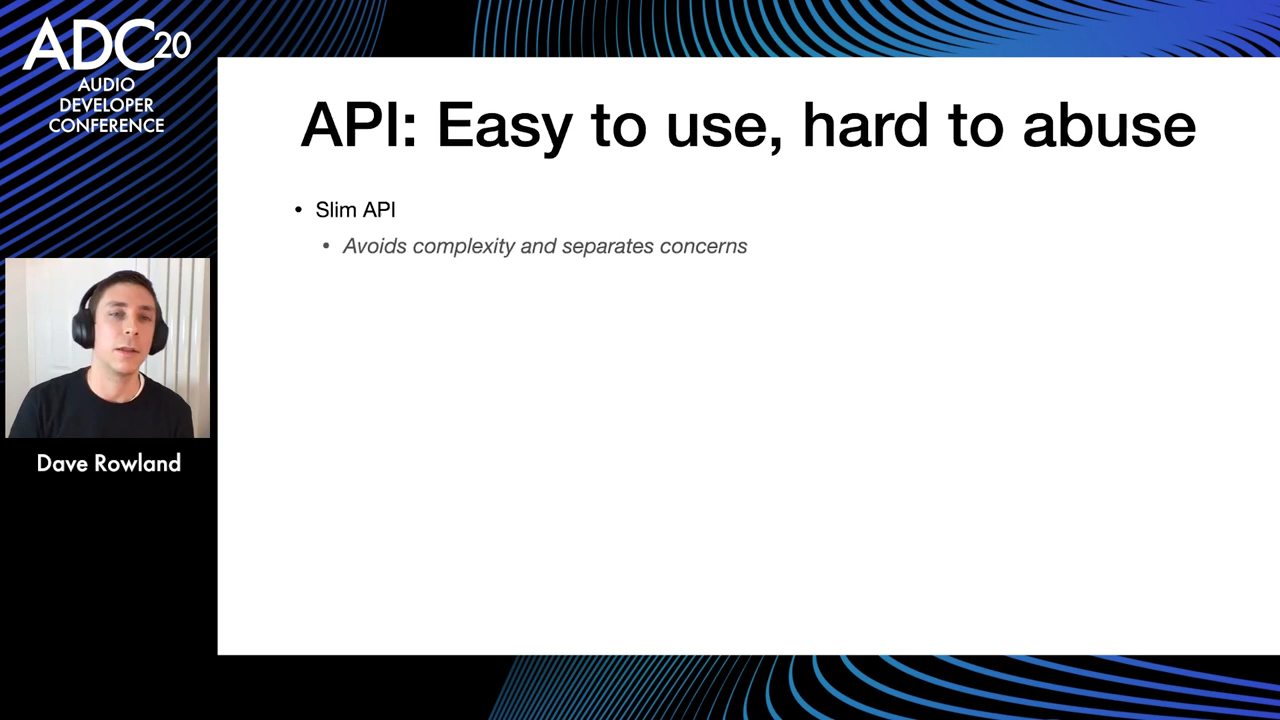 ADC20
AUDIO
DEVELOPER
CONFERENCE
API: Easy to use, hard to abuse
• Slim API
• Avoids complexity and separates concerns
Dave Rowland